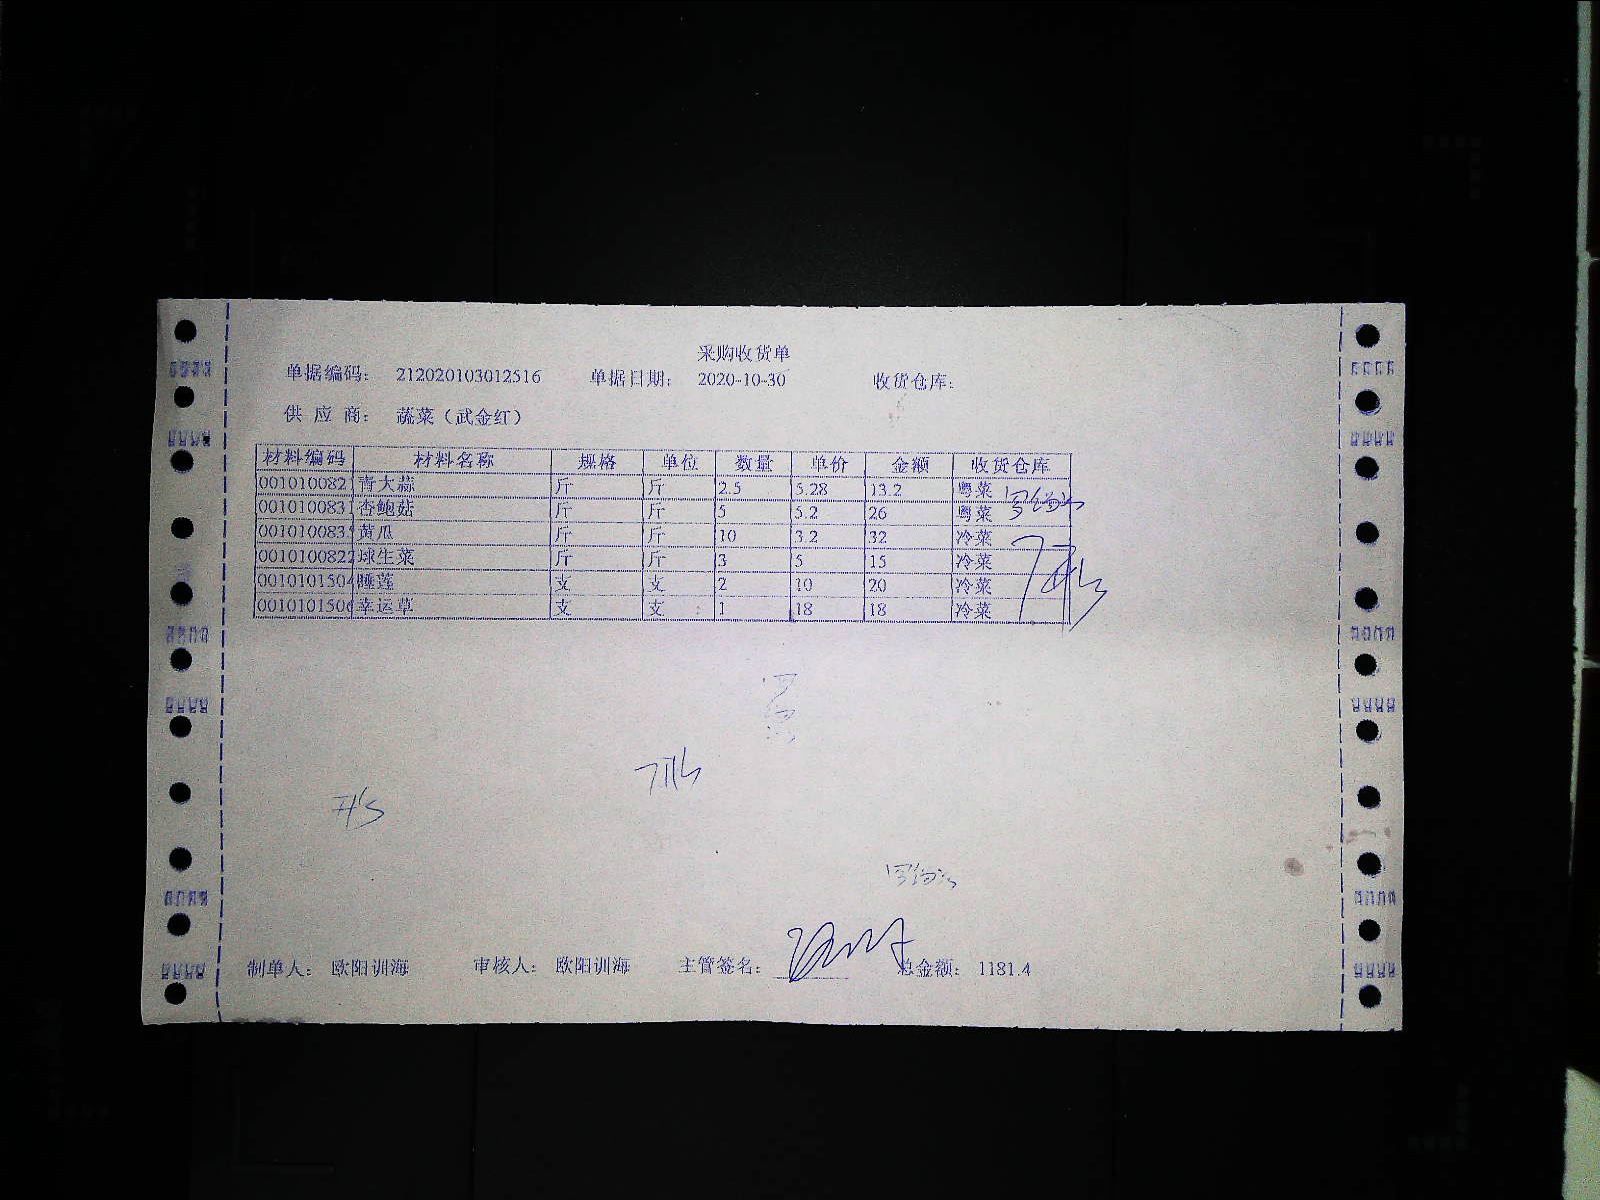 采购收货单
单据编码： 212020103012516 单据日期： 2020-10-30 收货仓库：
供 应 商： 蔬菜（武金红）
材料编码 材料名称 规格 单位 数量 单价 金额 收货仓库
001010082 青大蒜 斤 斤 2.5 5.28 13.2 粤菜
001010083 杏鲍菇 斤 斤 5 5.2 26 粤菜
001010083 黄瓜 斤 斤 10 3.2 32 冷菜
0010100822 球生菜 斤 斤 3 5 15 冷菜
001010150 睡莲 支 支 2 10 20 冷菜
001010150 幸运草 支 支 1 18 18 冷菜
制单人： 欧阳训海 审核人： 欧阳训海 主管签名： 总金额： 1181.4